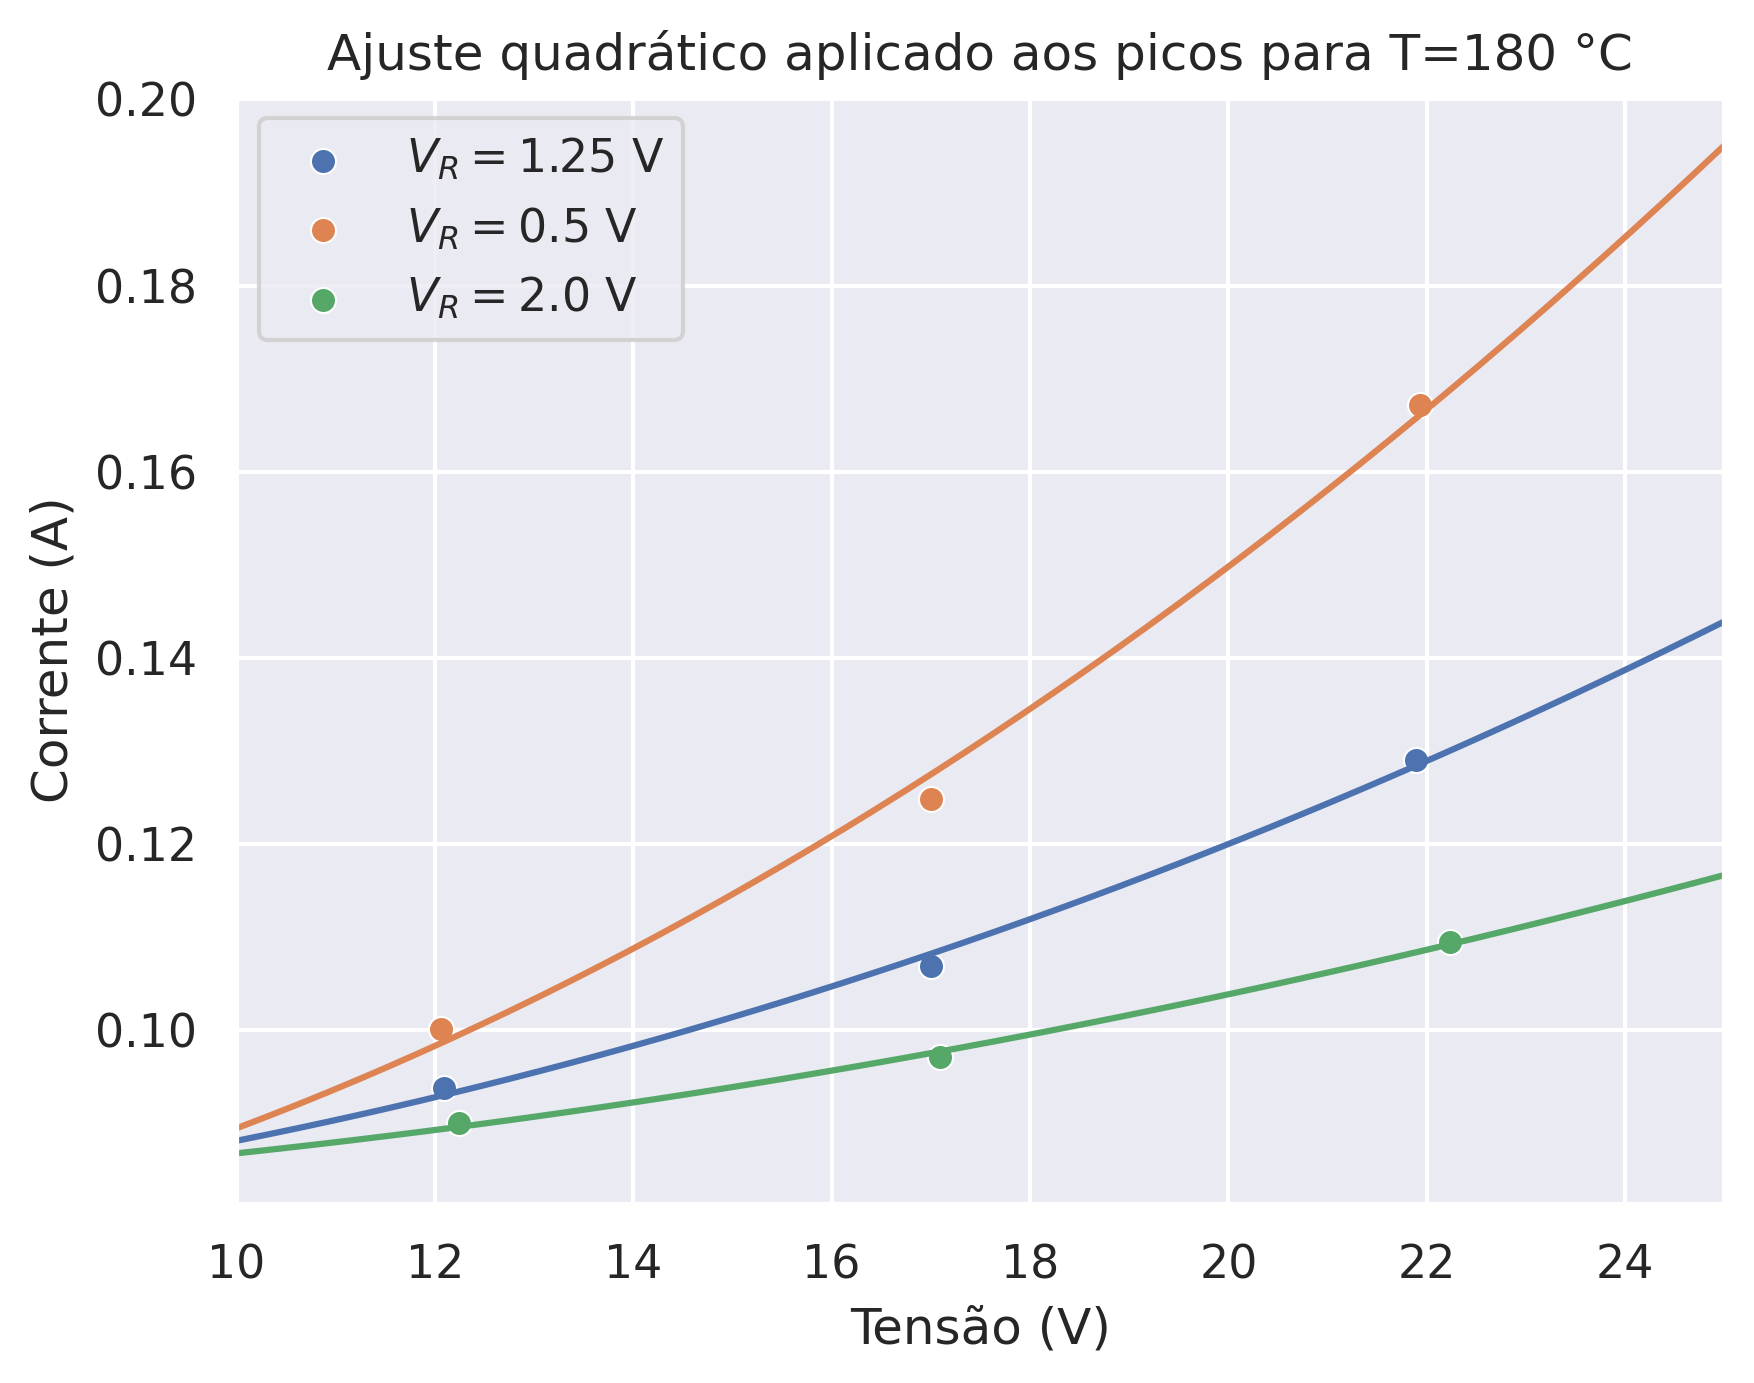 Ajuste quadrático aplicado aos picos para T=180 °C
0.20
0.18
0.16
0.14
0.12
0.10
Corrente (A)
V_R = 1.25 V
V_R = 0.5 V
V_R = 2.0 V
10 12 14 16 18 20 22 24
Tensão (V)